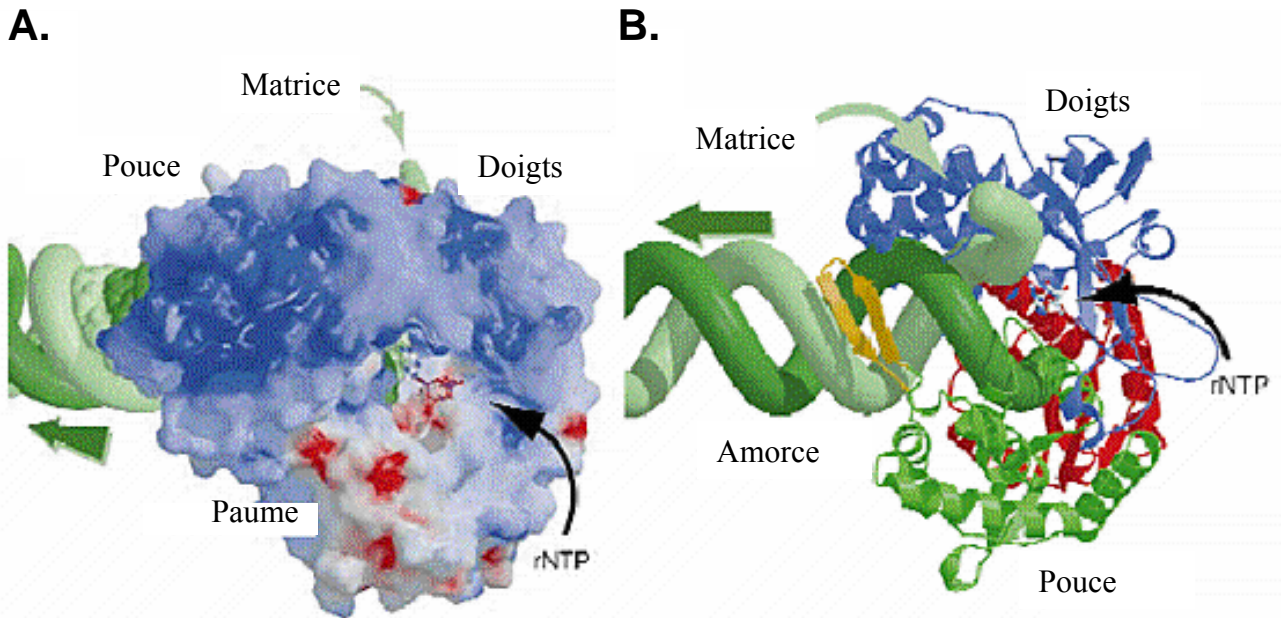 A.
Matrice
Pouce
Doigts
Paume
rNTP
B.
Doigts
Matrice
rNTP
Amorce
Pouce